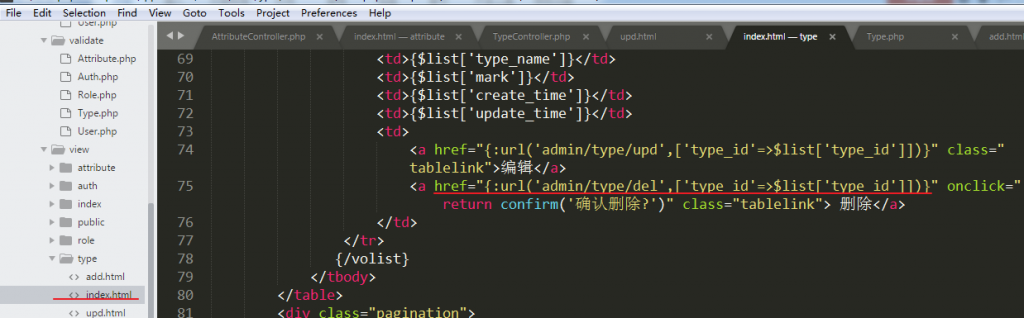 File Edit Selection Find View Goto Tools Project Preferences Help
User.php
validate
Attribute.php
Auth.php
Role.php
Type.php
User.php
view
attribute
auth
index
public
role
type
<> add.html
<> index.html
<> upd.html
AttributeController.php × index.html — attribute × TypeController.php × upd.html × index.html — type × Type.php × add.html
69 <td>{$list['type_name']}</td>
70 <td>{$list['mark']}</td>
71 <td>{$list['create_time']}</td>
72 <td>{$list['update_time']}</td>
73 <td>
74 <a href="{:url('admin/type/upd',['type_id'=>$list['type_id']])}" class="
tablelink">编辑</a>
75 <a href="{:url('admin/type/del',['type_id'=>$list['type_id']])}" onclick="
return confirm('确认删除?')" class="tablelink"> 删除</a>
76 </td>
77 </tr>
78 {/volist}
79 </tbody>
80 </table>
81 <div class="pagination">